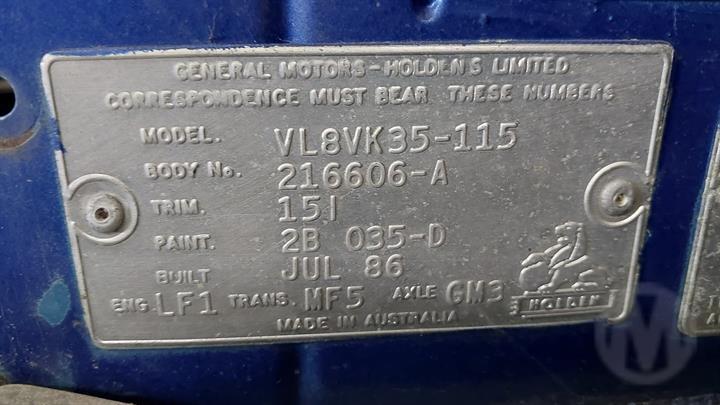 GENERAL MOTORS-HOLDEN'S LIMITED
CORRESPONDENCE MUST BEAR THESE NUMBERS
MODEL. VL8VK35-115
BODY No. 216606-A
TRIM. 151
PAINT. 2B 035-D
BUILT JUL 86
ENG LF1 TRANS. MF5 AXLE GM3
HOLDEN
MADE IN AUSTRALIA
M